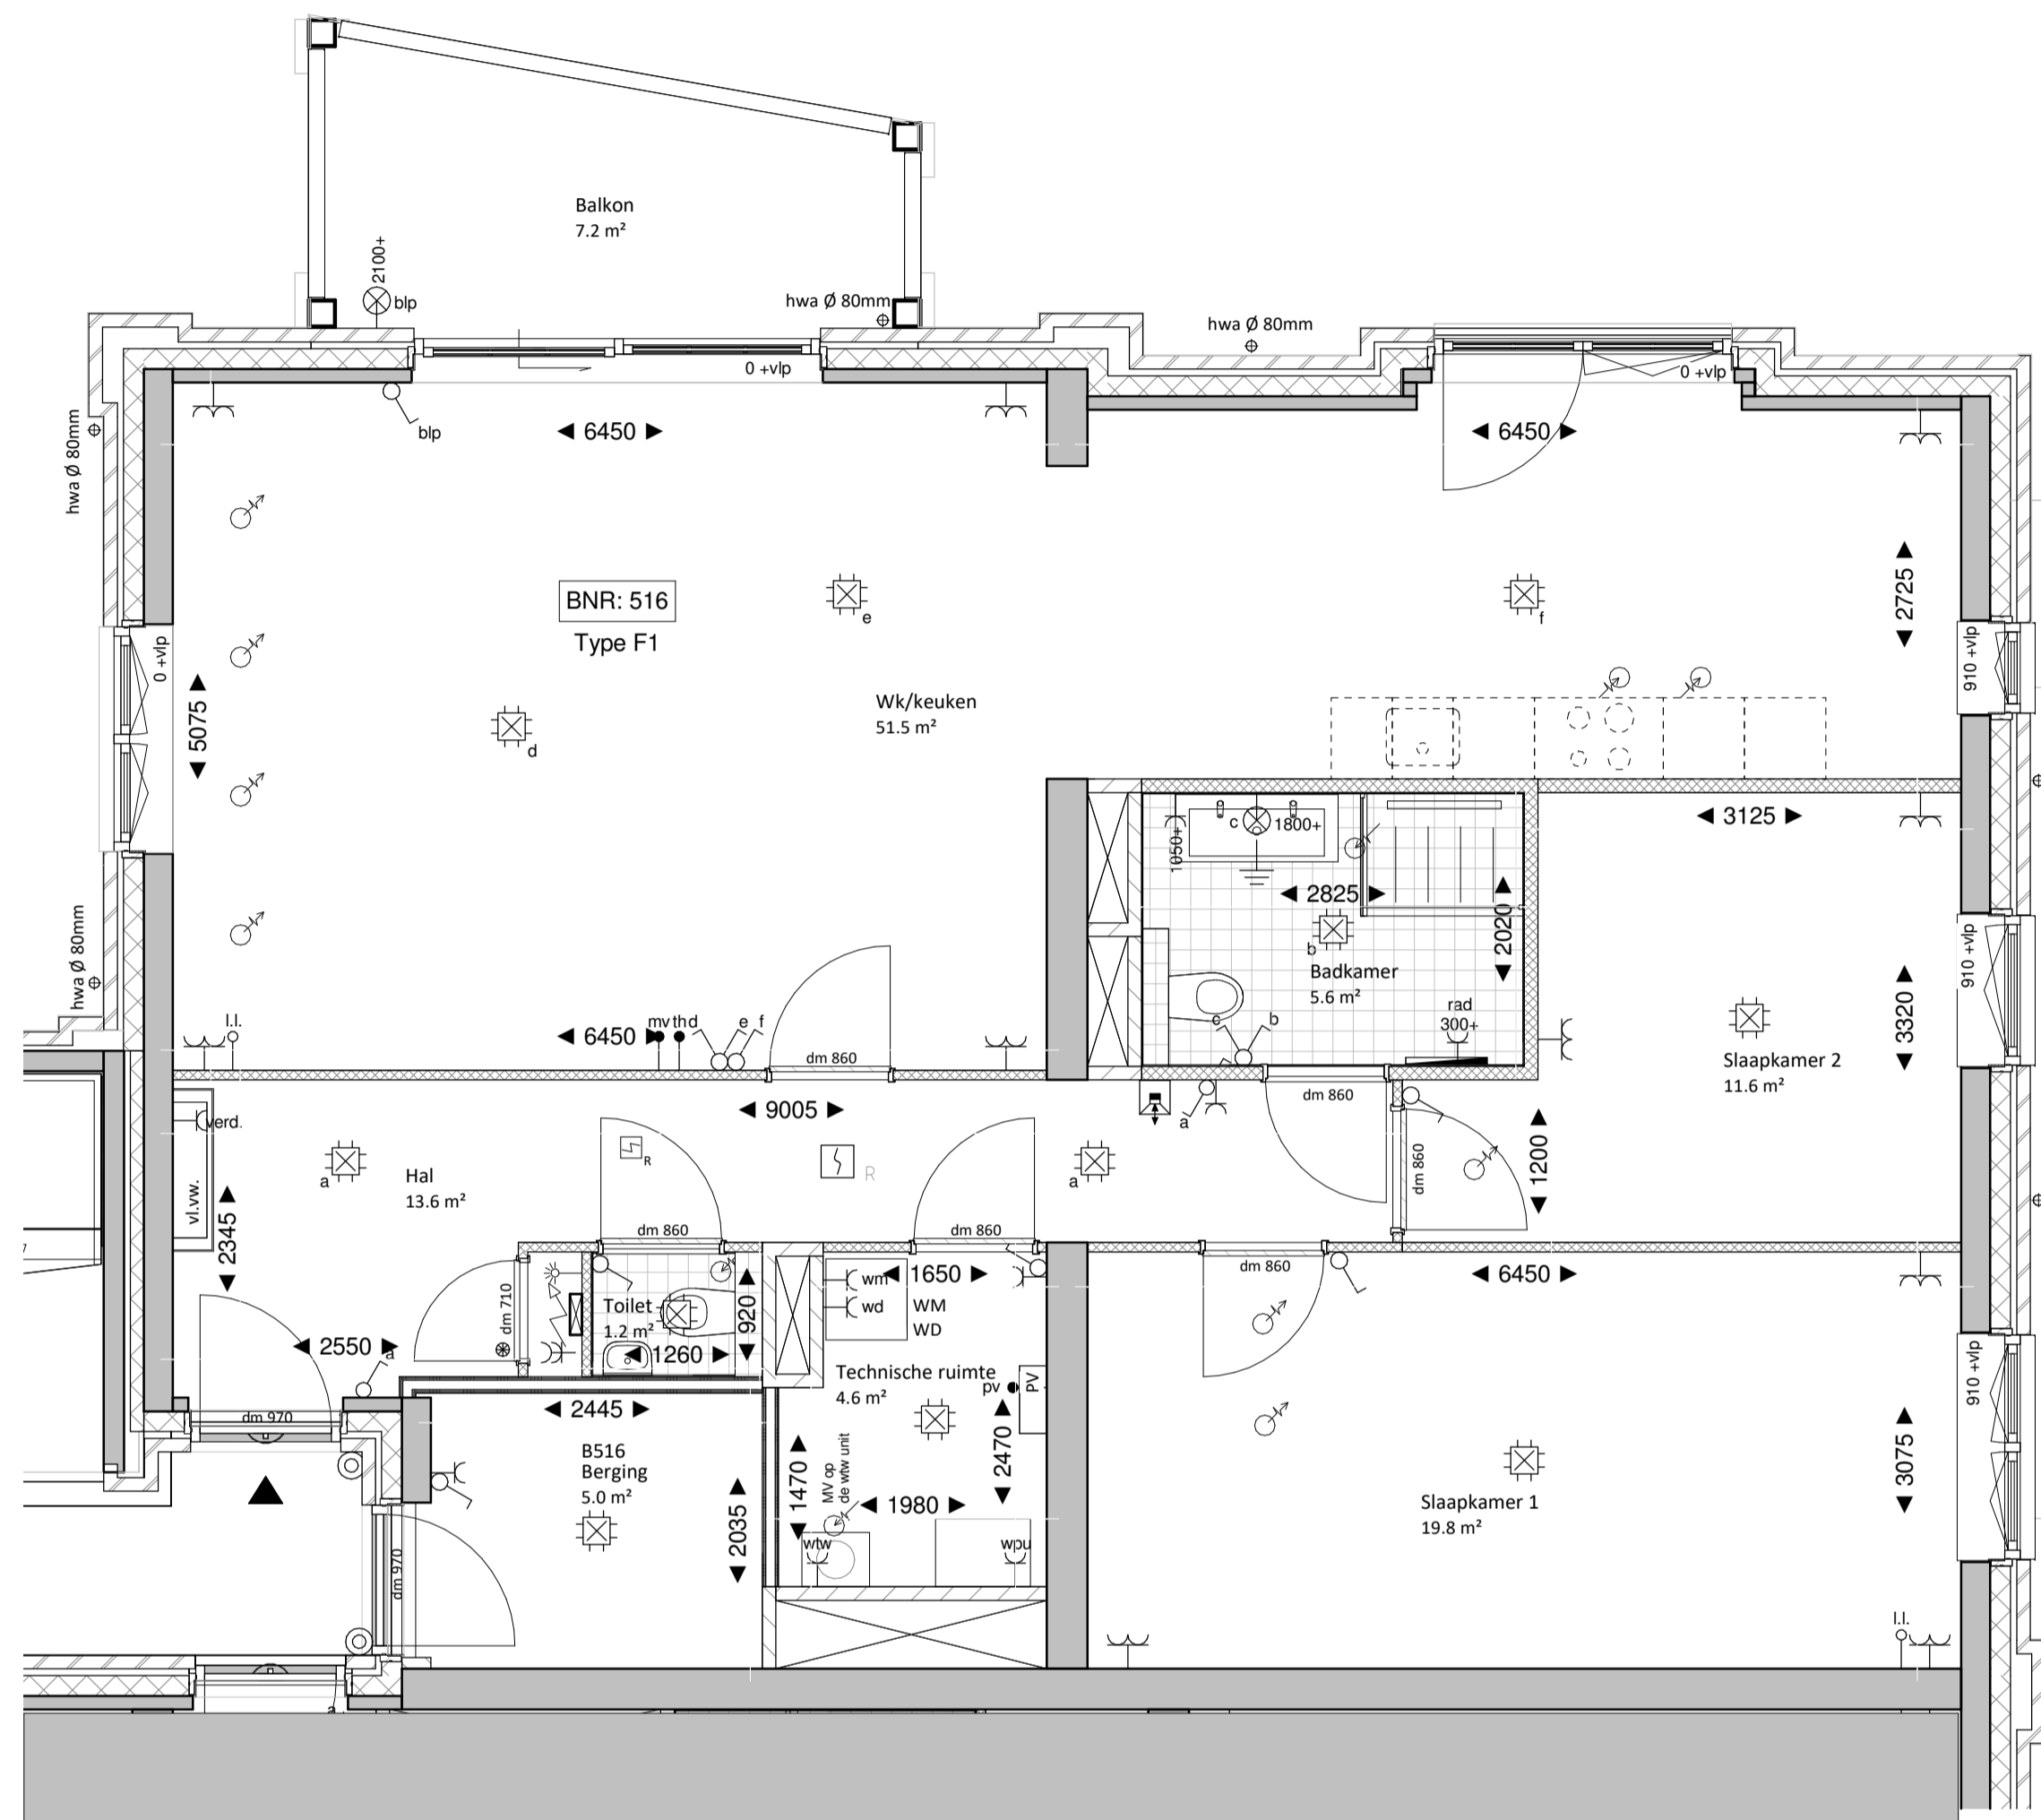 Balkon
7.2 m²
2100+
blp
hwa Ø 80mm
hwa Ø 80mm
0 +vlp
0 +vlp
blp
6450
6450
hwa Ø 80mm
BNR: 516
Type F1
e
f
2725
910 +vlp
0 +vlp
5075
d
Wk/keuken
51.5 m²
3125
c
1800+
1050+
2825
2020
b
Badkamer
5.6 m²
910 +vlp
3320
hwa Ø 80mm
rad
300+
c
b
Slaapkamer 2
11.6 m²
l.l.
6450
mv
th
d
e
f
dm 860
verd.
9005
a
dm 860
dm 860
1200
vl.vw.
2345
a
Hal
13.6 m²
R
R
a
dm 860
dm 860
dm 860
6450
dm 710
Toilet
1.2 m²
920
1260
wm
wd
1650
WM
WD
2550
a
Technische ruimte
4.6 m²
pv
PV
910 +vlp
dm 970
2445
B516
Berging
5.0 m²
2035
1470
MV op
de wtw unit
2470
1980
wtw
wpu
3075
Slaapkamer 1
19.8 m²
dm 970
l.l.
a